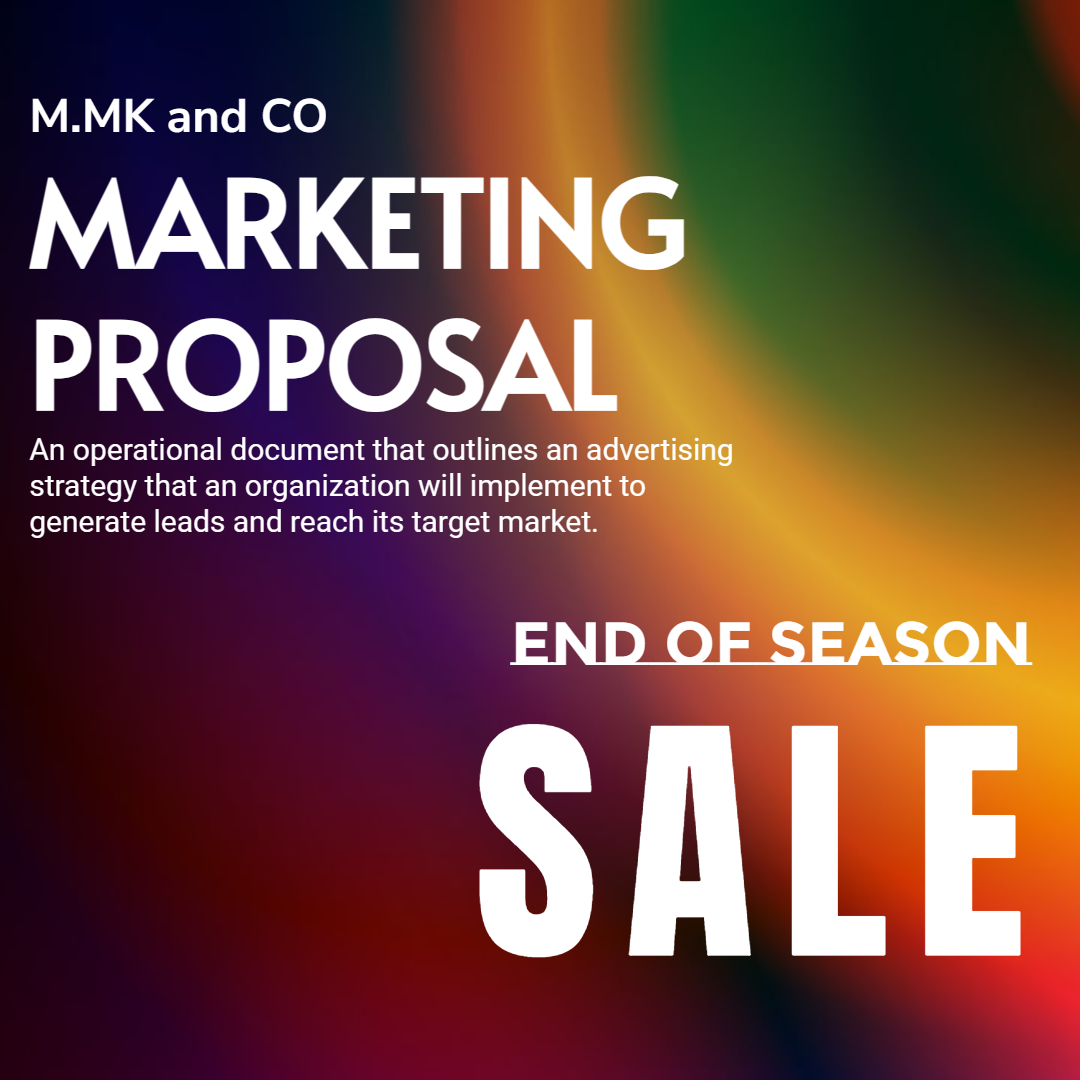 M.MK and CO
MARKETING
PROPOSAL
An operational document that outlines an advertising
strategy that an organization will implement to
generate leads and reach its target market.
END OF SEASON
SALE